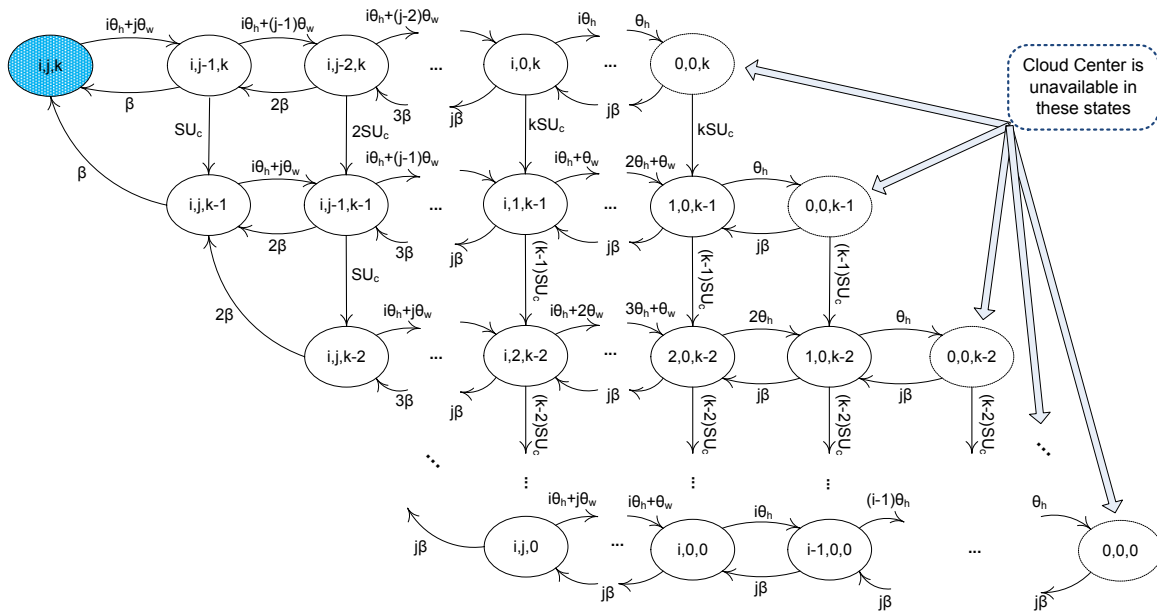 iθh+jθw iθh+(j-1)θw iθh+(j-2)θw iθh θh
i,j,k i,j-1,k i,j-2,k ... i,0,k ... 0,0,k
Cloud Center is
unavailable in
these states
β 2β 3β jβ jβ
SUc 2SUc kSUc kSUc
β iθh+jθw iθh+(j-1)θw iθh+θw 2θh+θw θh
i,j,k-1 i,j-1,k-1 ... i,1,k-1 ... 1,0,k-1 0,0,k-1
2β 3β jβ jβ jβ
SUc (k-1)SUc (k-1)SUc (k-1)SUc
2β iθh+jθw iθh+2θw 3θh+θw 2θh θh
i,j,k-2 ... i,2,k-2 ... 2,0,k-2 1,0,k-2 0,0,k-2
3β jβ jβ jβ jβ
(k-2)SUc (k-2)SUc (k-2)SUc (k-2)SUc
... ... ... ... ...
iθh+jθw iθh+θw iθh (i-1)θh θh
jβ i,j,0 ... i,0,0 i-1,0,0 ... 0,0,0
jβ jβ jβ jβ